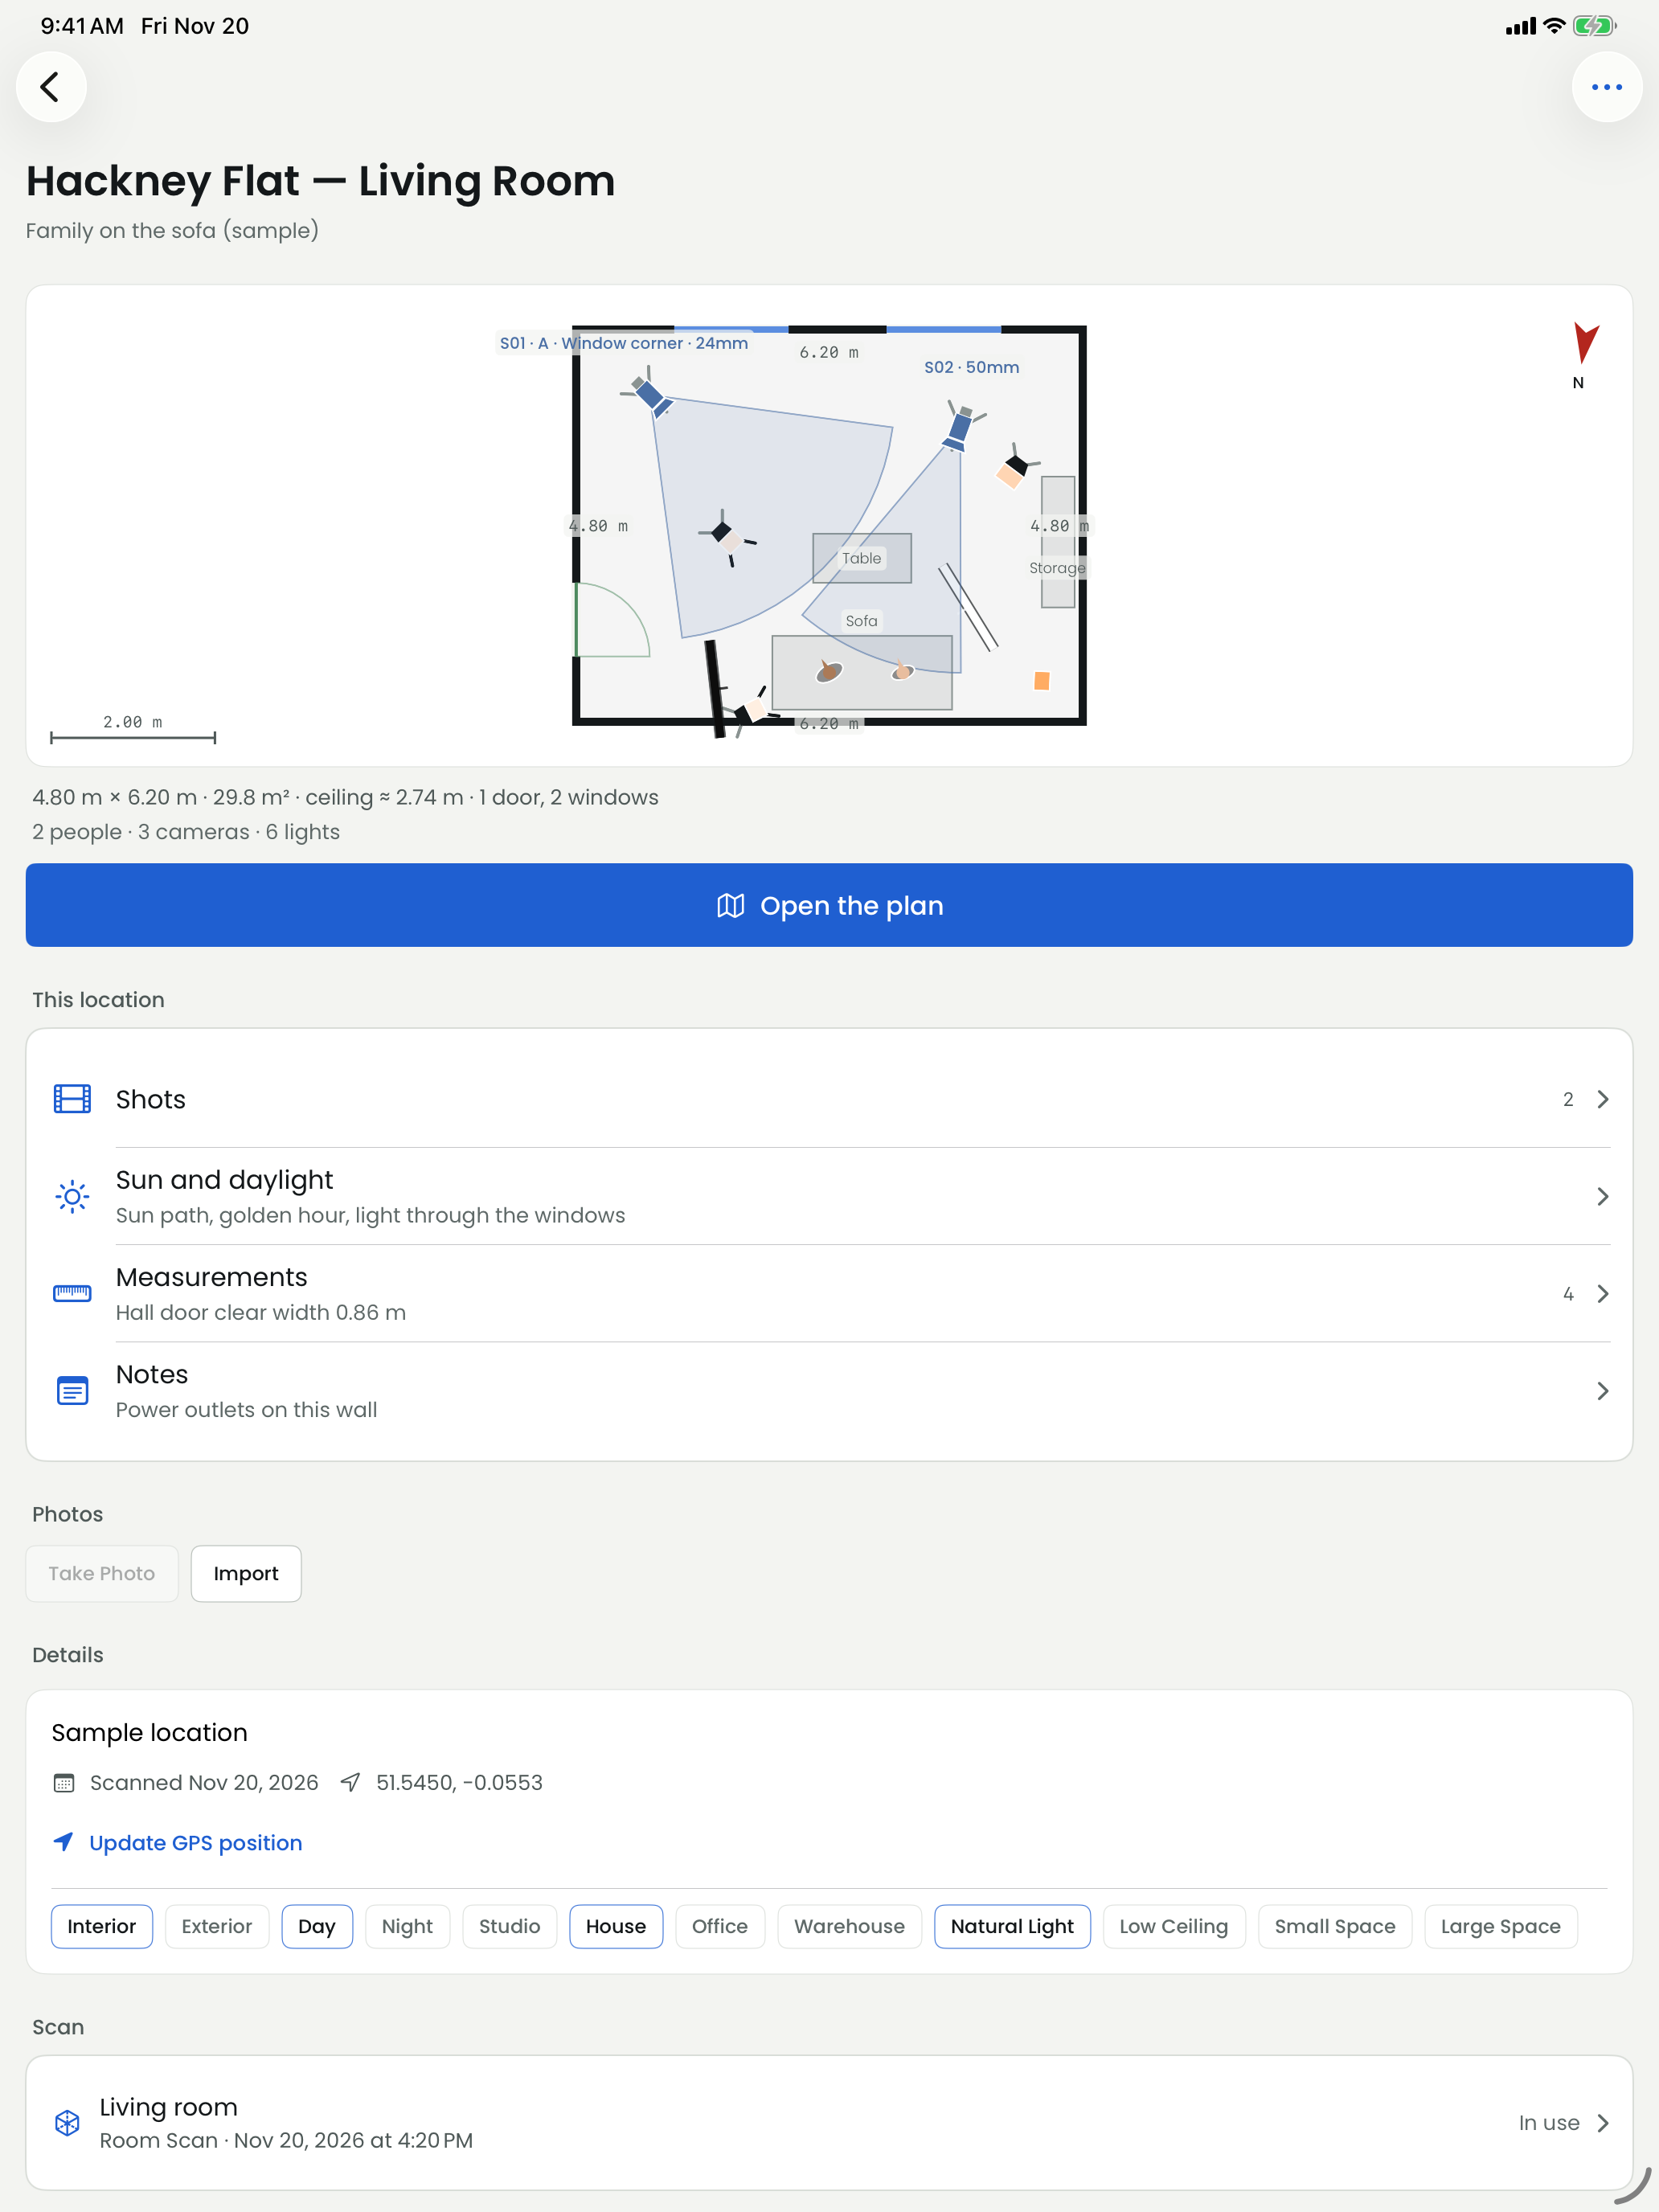 9:41 AM Fri Nov 20
Hackney Flat — Living Room
Family on the sofa (sample)
S01 · A · Window corner · 24mm
6.20 m
S02 · 50mm
N
4.80 m
4.80 m
Table
Storage
Sofa
2.00 m
6.20 m
4.80 m × 6.20 m · 29.8 m² · ceiling ≈ 2.74 m · 1 door, 2 windows
2 people · 3 cameras · 6 lights
Open the plan
This location
Shots 2
Sun and daylight
Sun path, golden hour, light through the windows
Measurements 4
Hall door clear width 0.86 m
Notes
Power outlets on this wall
Photos
Take Photo Import
Details
Sample location
Scanned Nov 20, 2026 51.5450, -0.0553
Update GPS position
Interior Exterior Day Night Studio House Office Warehouse Natural Light Low Ceiling Small Space Large Space
Scan
Living room
Room Scan · Nov 20, 2026 at 4:20 PM
In use